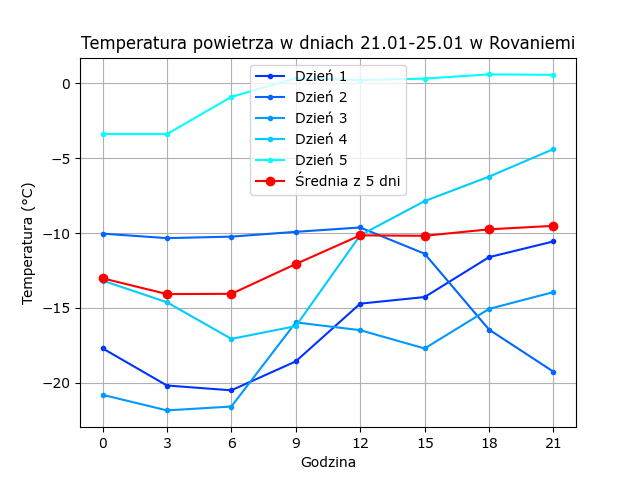 Temperatura powietrza w dniach 21.01-25.01 w Rovaniemi
Dzień 1
Dzień 2
Dzień 3
Dzień 4
Dzień 5
Średnia z 5 dni
Temperatura (°C)
0
−5
−10
−15
−20
0 3 6 9 12 15 18 21
Godzina